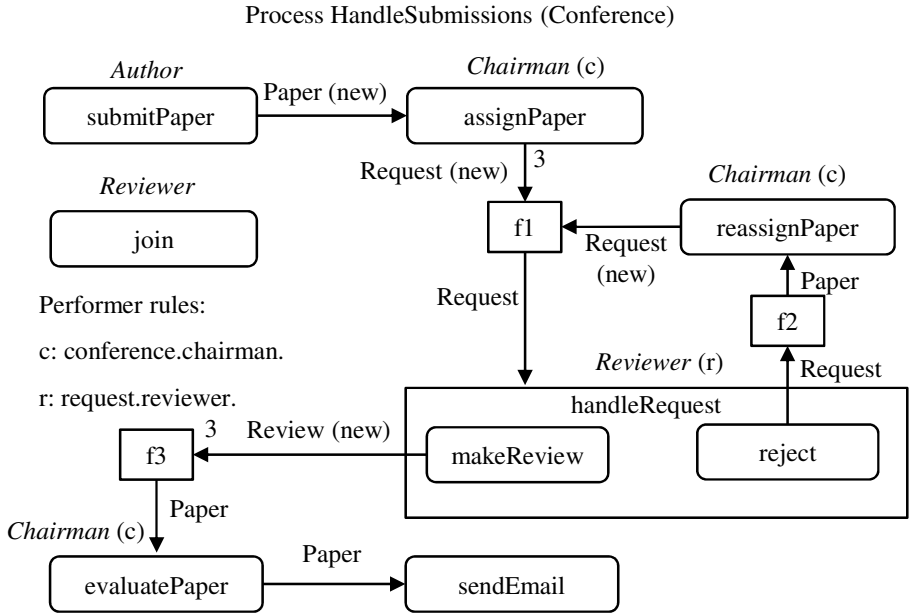 Process HandleSubmissions (Conference)
Author
Chairman (c)
submitPaper
Paper (new)
assignPaper
3
Request (new)
Reviewer
join
Chairman (c)
f1
reassignPaper
Request
(new)
Paper
Request
f2
Performer rules:
c: conference.chairman.
r: request.reviewer.
Reviewer (r)
Request
handleRequest
makeReview
reject
Review (new)
3
f3
Paper
Chairman (c)
evaluatePaper
Paper
sendEmail